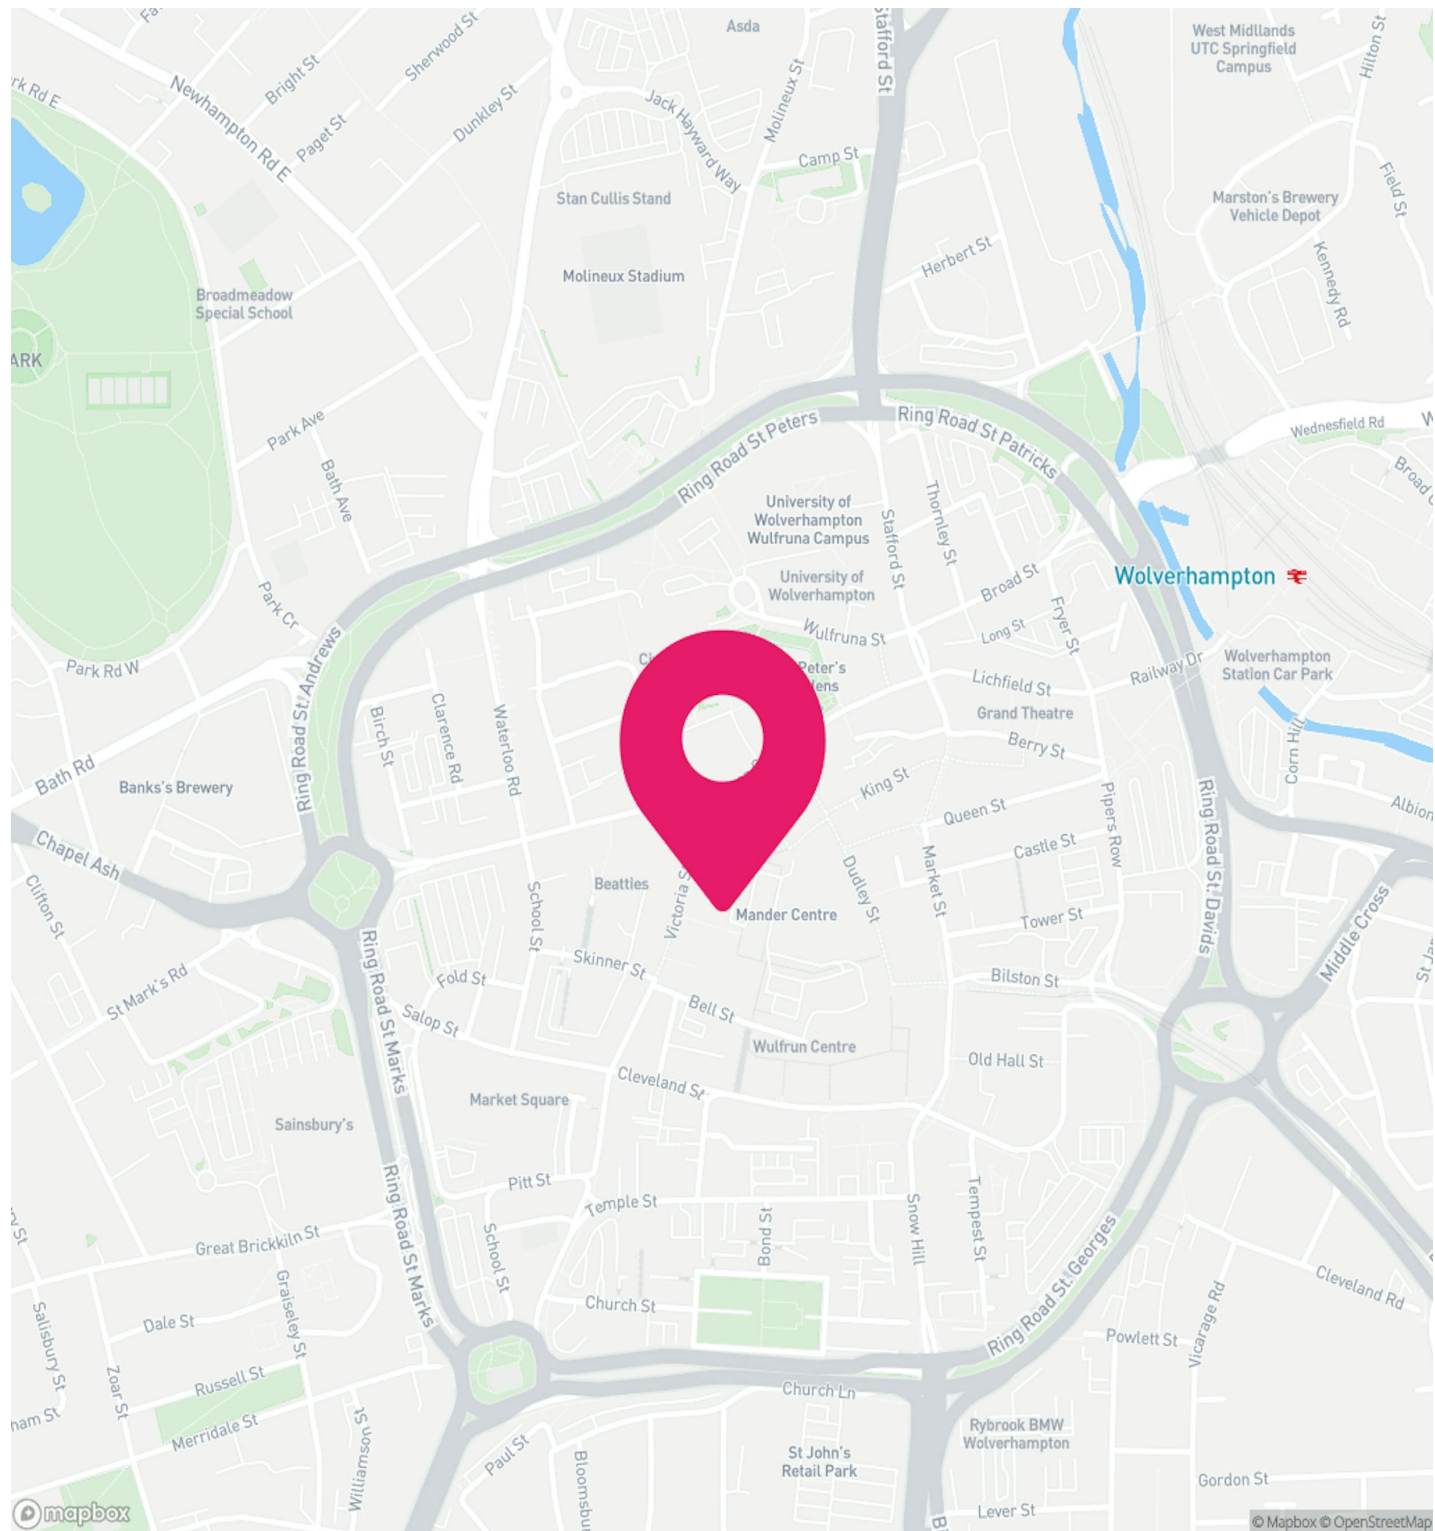 Asda
West Midllands
UTC Springfield
Campus
Hilton St
Stafford St
Sherwood St
Bright St
Newhampton Rd E
Paget St
Dunkley St
Molineux St
Jack Hayward Way
Camp St
Stan Cullis Stand
Marston's Brewery
Vehicle Depot
Field St
Kennedy Rd
Herbert St
Molineux Stadium
Broadmeadow
Special School
ARK
Park Ave
Bath Ave
Ring Road St Peters
Ring Road St Patricks
Wednesfield Rd
University of
Wolverhampton
Wulfruna Campus
Stafford St
Thornley St
University of
Wolverhampton
Broad St
Wolverhampton
Park Cr
Wulfruna St
Long St
Fryer St
Park Rd W
Railway Dr
Wolverhampton
Station Car Park
Peter's
Lichfield St
Grand Theatre
Berry St
Ring Road St. Andrews
Birch St
Clarence Rd
Waterloo Rd
Bath Rd
Banks's Brewery
King St
Queen St
Pipers Row
Corn Hill
Albion
Chapel Ash
Castle St
Ring Road St. Davids
Clifton St
Beatties
Victoria S
Mander Centre
Dudley St
Market St
Tower St
School St
Middle Cross
Skinner St
Bilston St
St Mark's Rd
Fold St
Salop St
Bell St
Ring Road St Marks
Wulfrun Centre
Old Hall St
Cleveland St
Market Square
Sainsbury's
Pitt St
Temple St
Ring Road St Marks
School St
Bond St
Snow Hill
Tempest St
Great Brickkiln St
Graiseley St
Ring Road St. Georges
Cleveland Rd
Vicarage Rd
Church St
Salisbury St
Dale St
Powlett St
Zoar St
Russell St
Church Ln
Merridale St
Williamson St
Paul St
Bloomsbu
St John's
Retail Park
Rybrook BMW
Wolverhampton
Gordon St
Lever St
mapbox
© Mapbox © OpenStreetMap